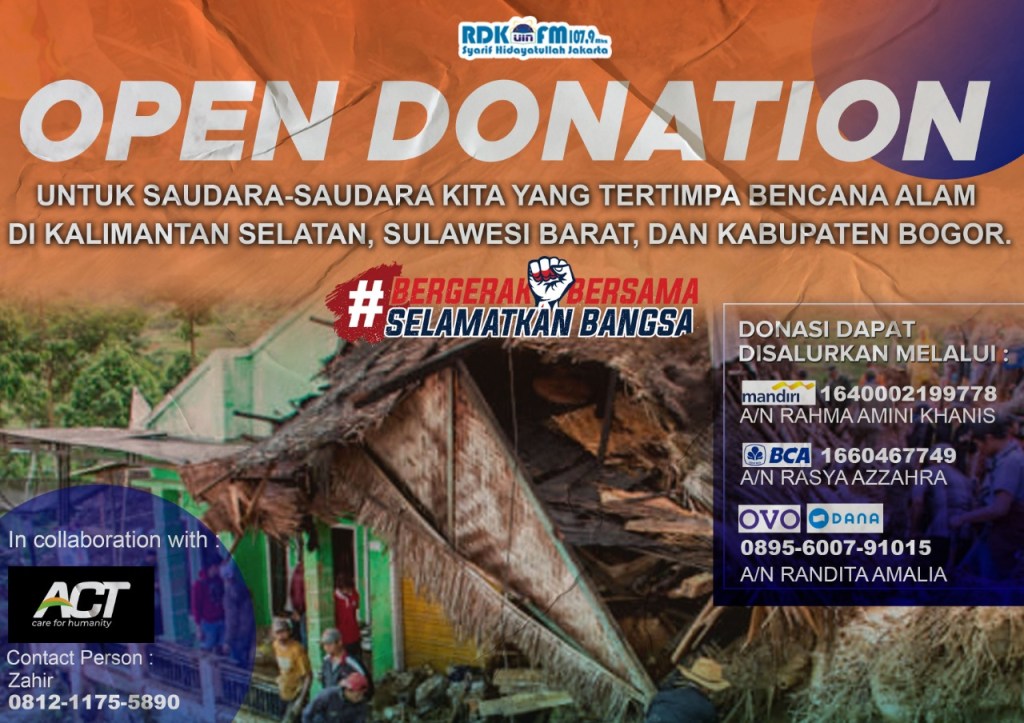 RDK UIN FM 107.9 Mhz
Syarif Hidayatullah Jakarta
OPEN DONATION
UNTUK SAUDARA-SAUDARA KITA YANG TERTIMPA BENCANA ALAM
DI KALIMANTAN SELATAN, SULAWESI BARAT, DAN KABUPATEN BOGOR.
#BERGERAK BERSAMA
SELAMATKAN BANGSA
DONASI DAPAT
DISALURKAN MELALUI :
mandiri 1640002199778
A/N RAHMA AMINI KHANIS
BCA 1660467749
A/N RASYA AZZAHRA
OVO DANA
0895-6007-91015
A/N RANDITA AMALIA
In collaboration with :
ACT
care for humanity
Contact Person :
Zahir
0812-1175-5890